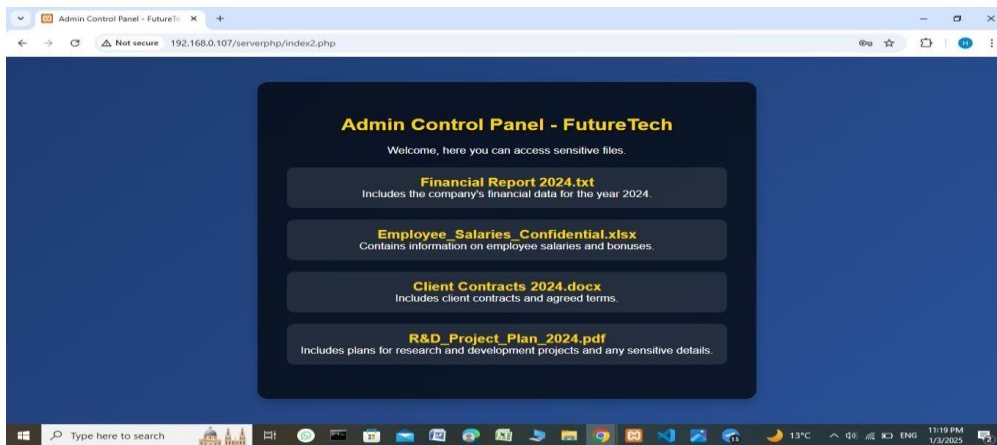 Admin Control Panel - FutureTe
Not secure 192.168.0.107/serverphp/index2.php
H
Admin Control Panel - FutureTech
Welcome, here you can access sensitive files.
Financial Report 2024.txt
Includes the company's financial data for the year 2024.
Employee_Salaries_Confidential.xlsx
Contains information on employee salaries and bonuses.
Client Contracts 2024.docx
Includes client contracts and agreed terms.
R&D_Project_Plan_2024.pdf
Includes plans for research and development projects and any sensitive details.
Type here to search 13°C ENG 11:19 PM
1/3/2025